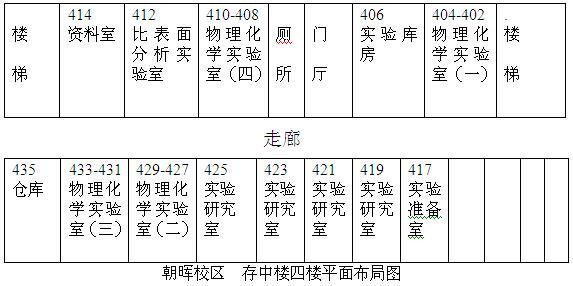 楼
梯
414
资料室
412
比表面
分析实
验室
410-408
物理化
学实验
室（四）
厕
所
门
厅
406
实验库
房
404-402
物理化
学实验
室（一）
.
楼
梯
走廊
435
仓库
433-431
物理化
学实验
室（三）
429-427
物理化
学实验
室（二）
425
实验
研究
室
423
实验
研究
室
421
实验
研究
室
419
实验
研究
室
417
实验
准备
室
朝晖校区 存中楼四楼平面布局图